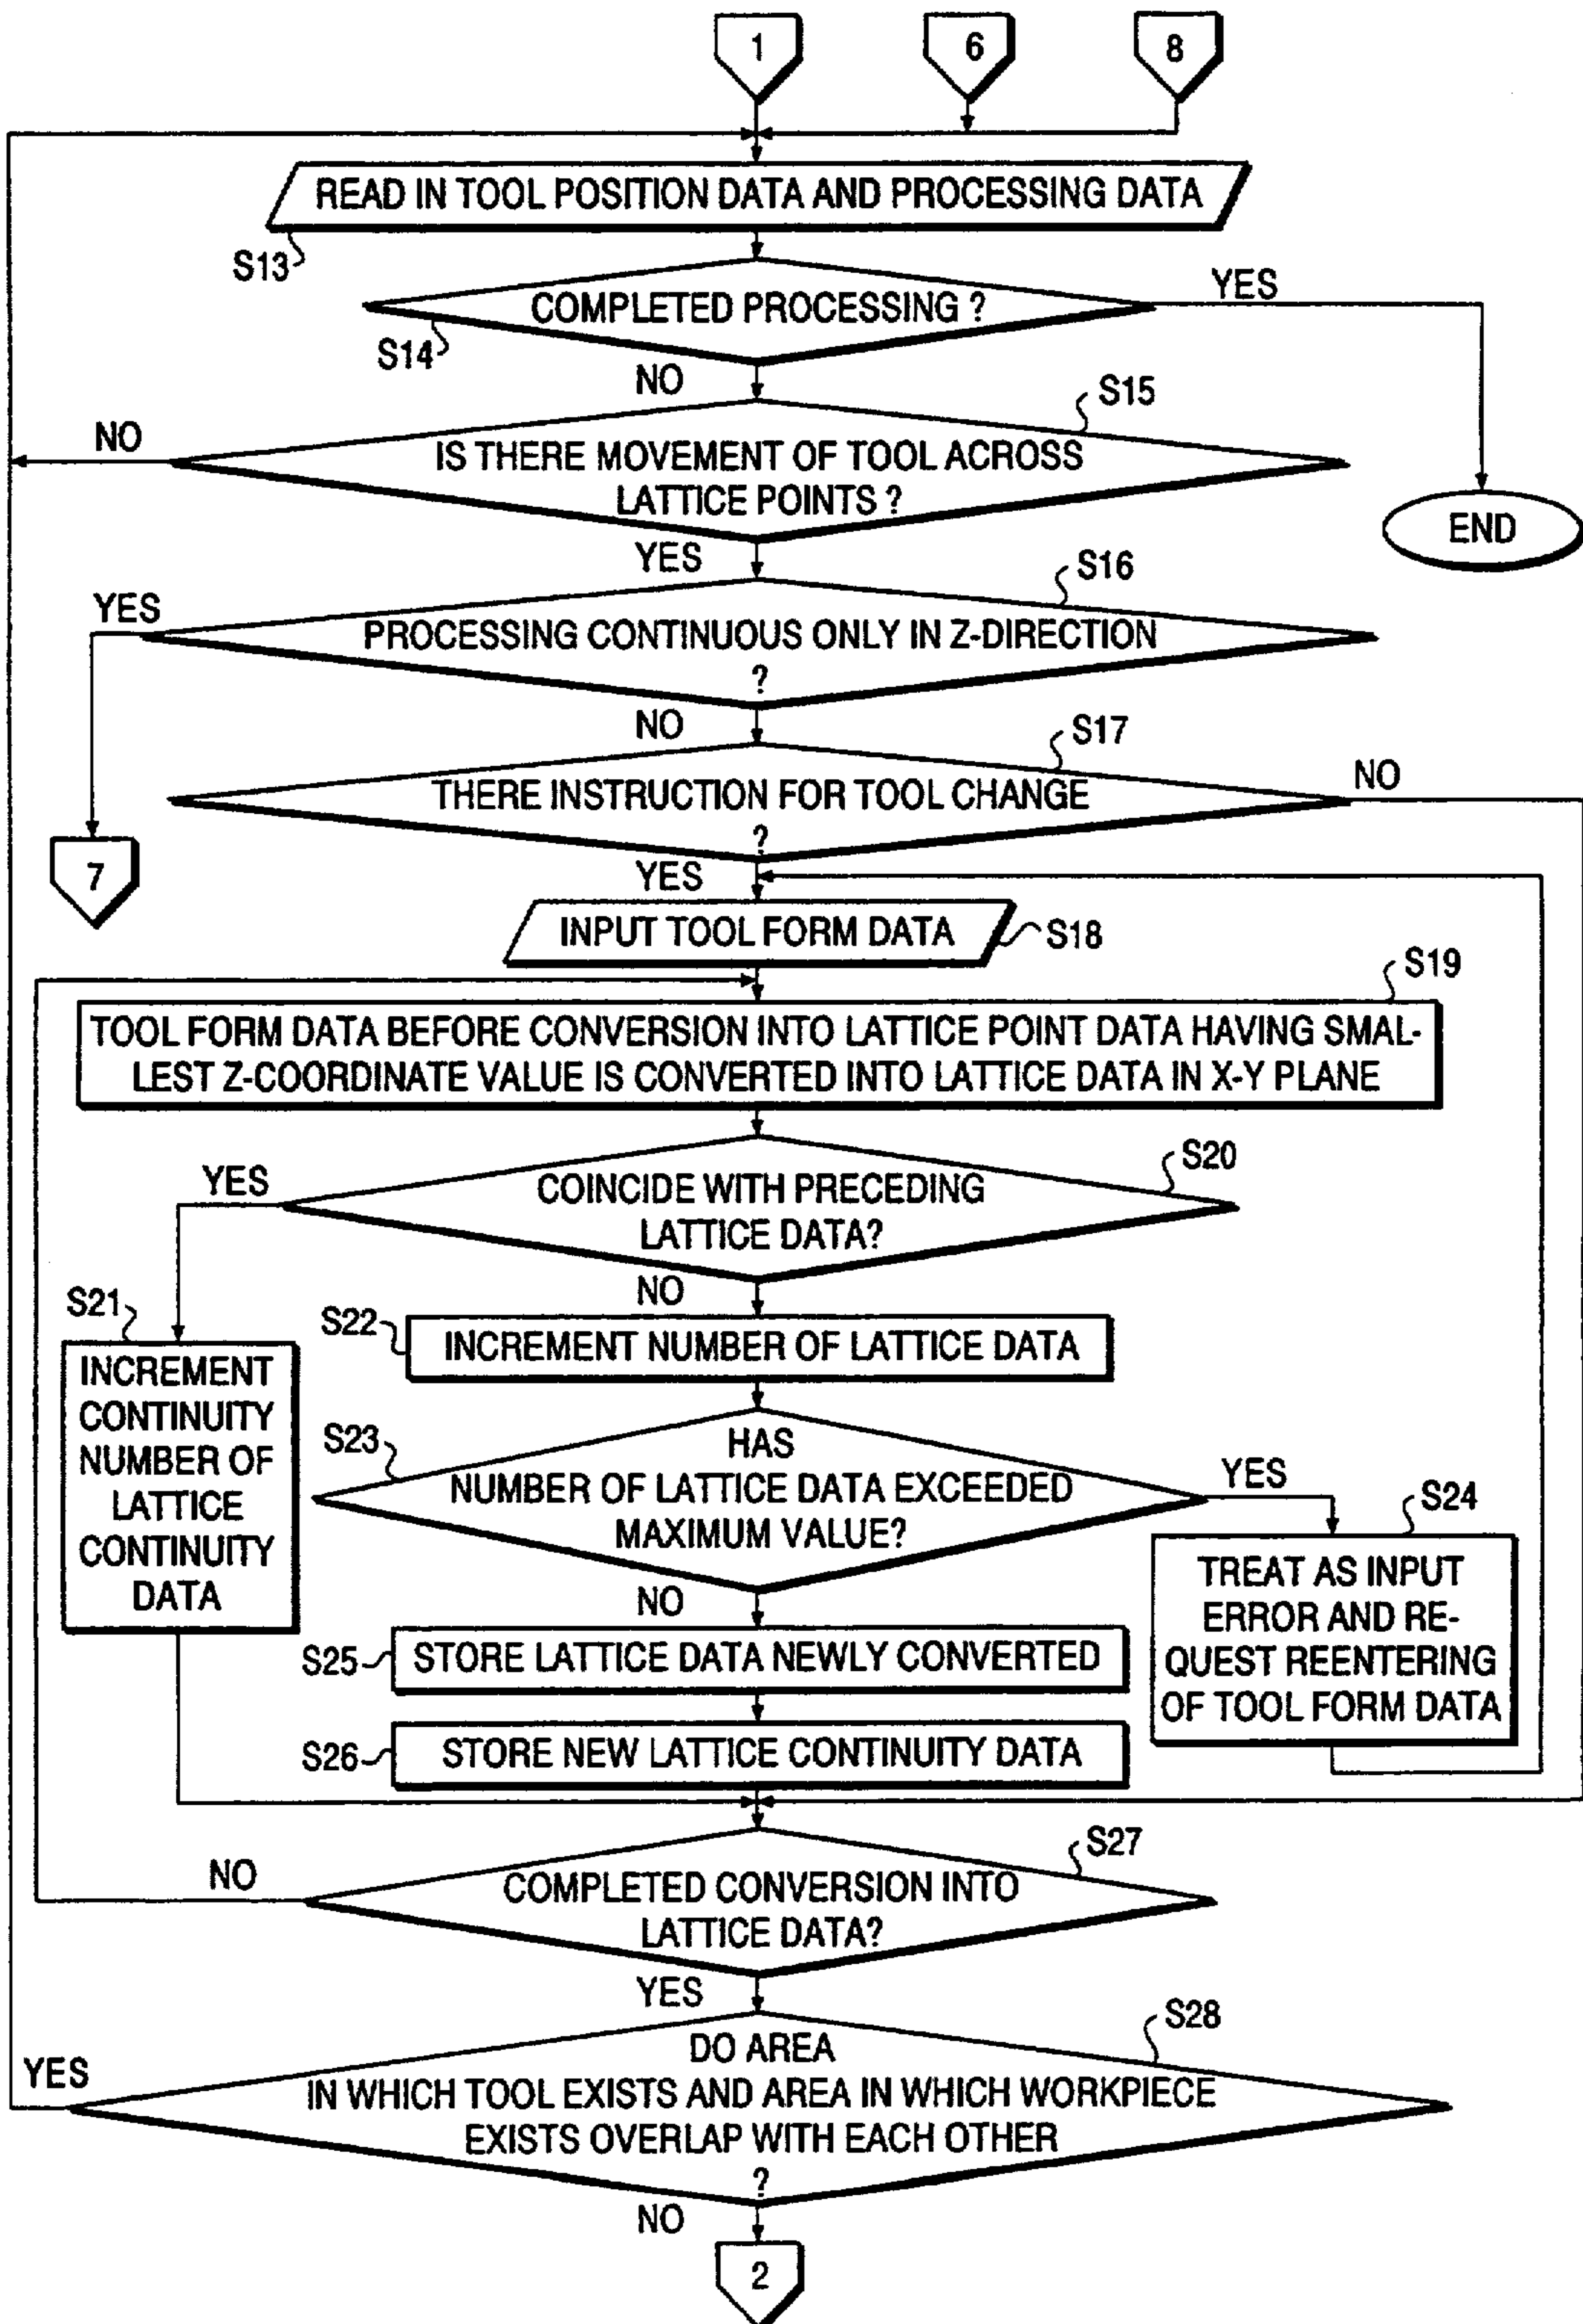 1
6
8
READ IN TOOL POSITION DATA AND PROCESSING DATA
S13
COMPLETED PROCESSING ?
YES
S14
NO
S15
NO
IS THERE MOVEMENT OF TOOL ACROSS
LATTICE POINTS ?
END
YES
S16
YES
PROCESSING CONTINUOUS ONLY IN Z-DIRECTION
?
NO
S17
NO
THERE INSTRUCTION FOR TOOL CHANGE
?
7
YES
INPUT TOOL FORM DATA
S18
S19
TOOL FORM DATA BEFORE CONVERSION INTO LATTICE POINT DATA HAVING SMAL-
LEST Z-COORDINATE VALUE IS CONVERTED INTO LATTICE DATA IN X-Y PLANE
S20
YES
COINCIDE WITH PRECEDING
LATTICE DATA?
NO
S21
INCREMENT
CONTINUITY
NUMBER OF
LATTICE
CONTINUITY
DATA
S22
INCREMENT NUMBER OF LATTICE DATA
S23
HAS
NUMBER OF LATTICE DATA EXCEEDED
MAXIMUM VALUE?
YES
S24
TREAT AS INPUT
ERROR AND RE-
QUEST REENTERING
OF TOOL FORM DATA
NO
S25
STORE LATTICE DATA NEWLY CONVERTED
S26
STORE NEW LATTICE CONTINUITY DATA
S27
NO
COMPLETED CONVERSION INTO
LATTICE DATA?
YES
S28
YES
DO AREA
IN WHICH TOOL EXISTS AND AREA IN WHICH WORKPIECE
EXISTS OVERLAP WITH EACH OTHER
?
NO
2